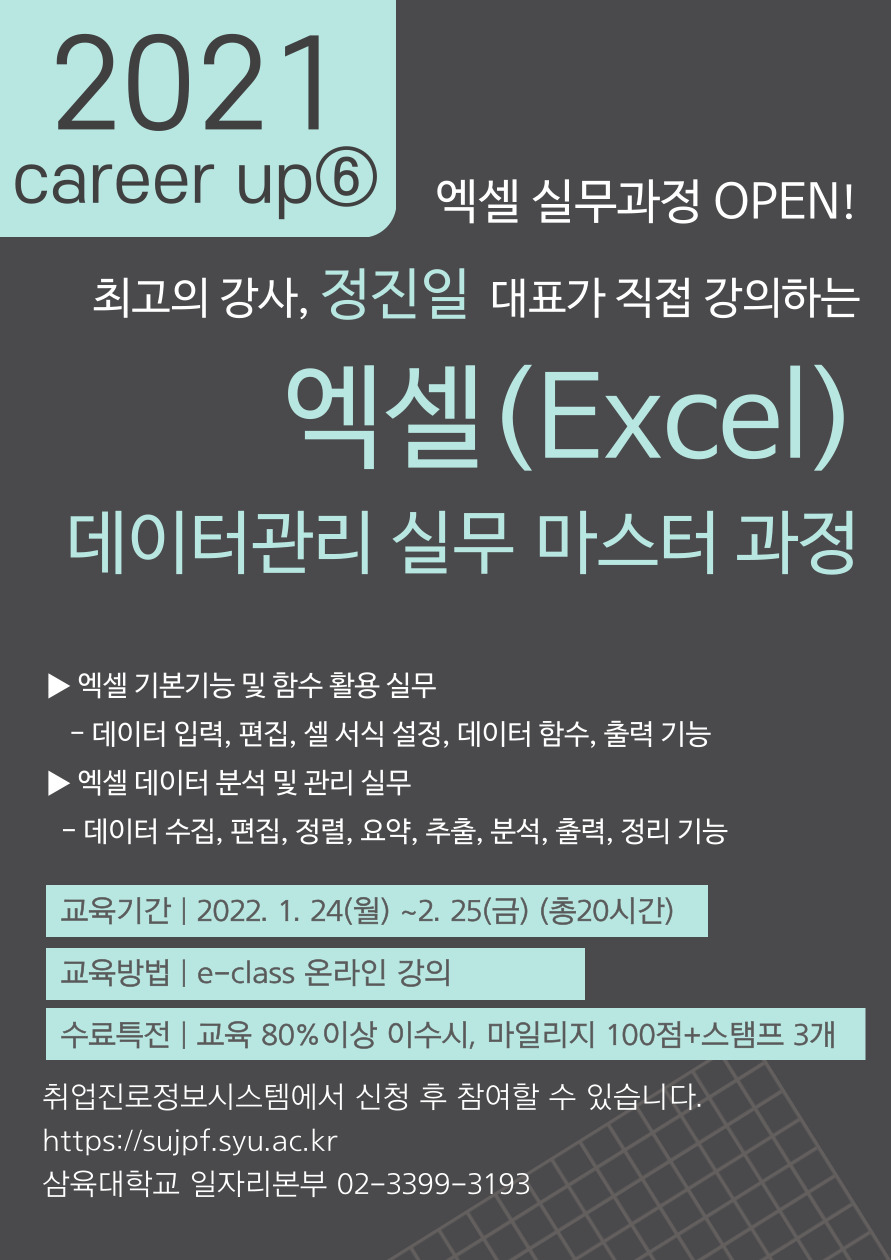 2021
career up⑥
엑셀 실무과정 OPEN!
최고의 강사, 정진일 대표가 직접 강의하는
엑셀(Excel)
데이터관리 실무 마스터 과정
▶ 엑셀 기본기능 및 함수 활용 실무
- 데이터 입력, 편집, 셀 서식 설정, 데이터 함수, 출력 기능
▶ 엑셀 데이터 분석 및 관리 실무
- 데이터 수집, 편집, 정렬, 요약, 추출, 분석, 출력, 정리 기능
교육기간 | 2022. 1. 24(월) ~2. 25(금) (총20시간)
교육방법 | e-class 온라인 강의
수료특전 | 교육 80%이상 이수시, 마일리지 100점+스탬프 3개
취업진로정보시스템에서 신청 후 참여할 수 있습니다.
https://sujpf.syu.ac.kr
삼육대학교 일자리본부 02-3399-3193